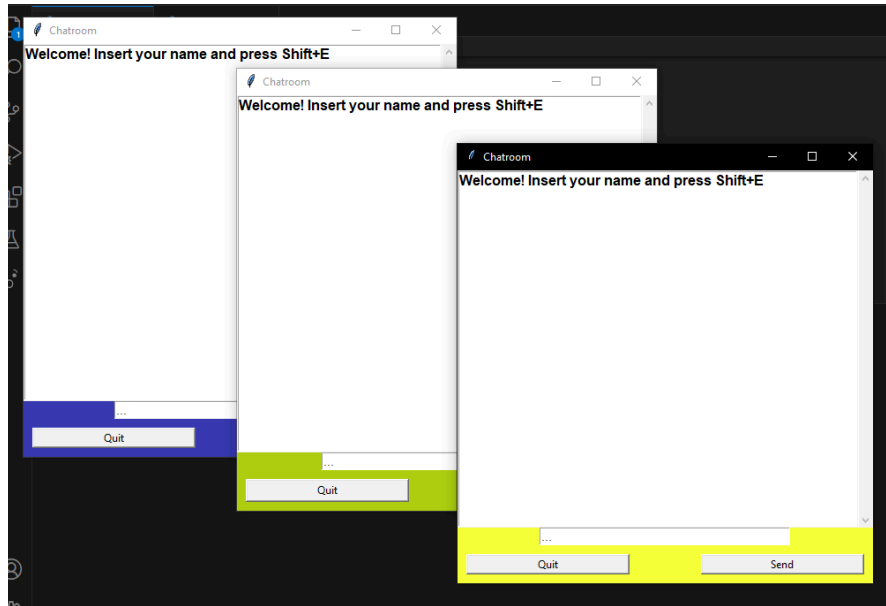 Chatroom
Welcome! Insert your name and press Shift+E
...
Quit
Chatroom
Welcome! Insert your name and press Shift+E
...
Quit
Chatroom
Welcome! Insert your name and press Shift+E
...
Quit Send
1